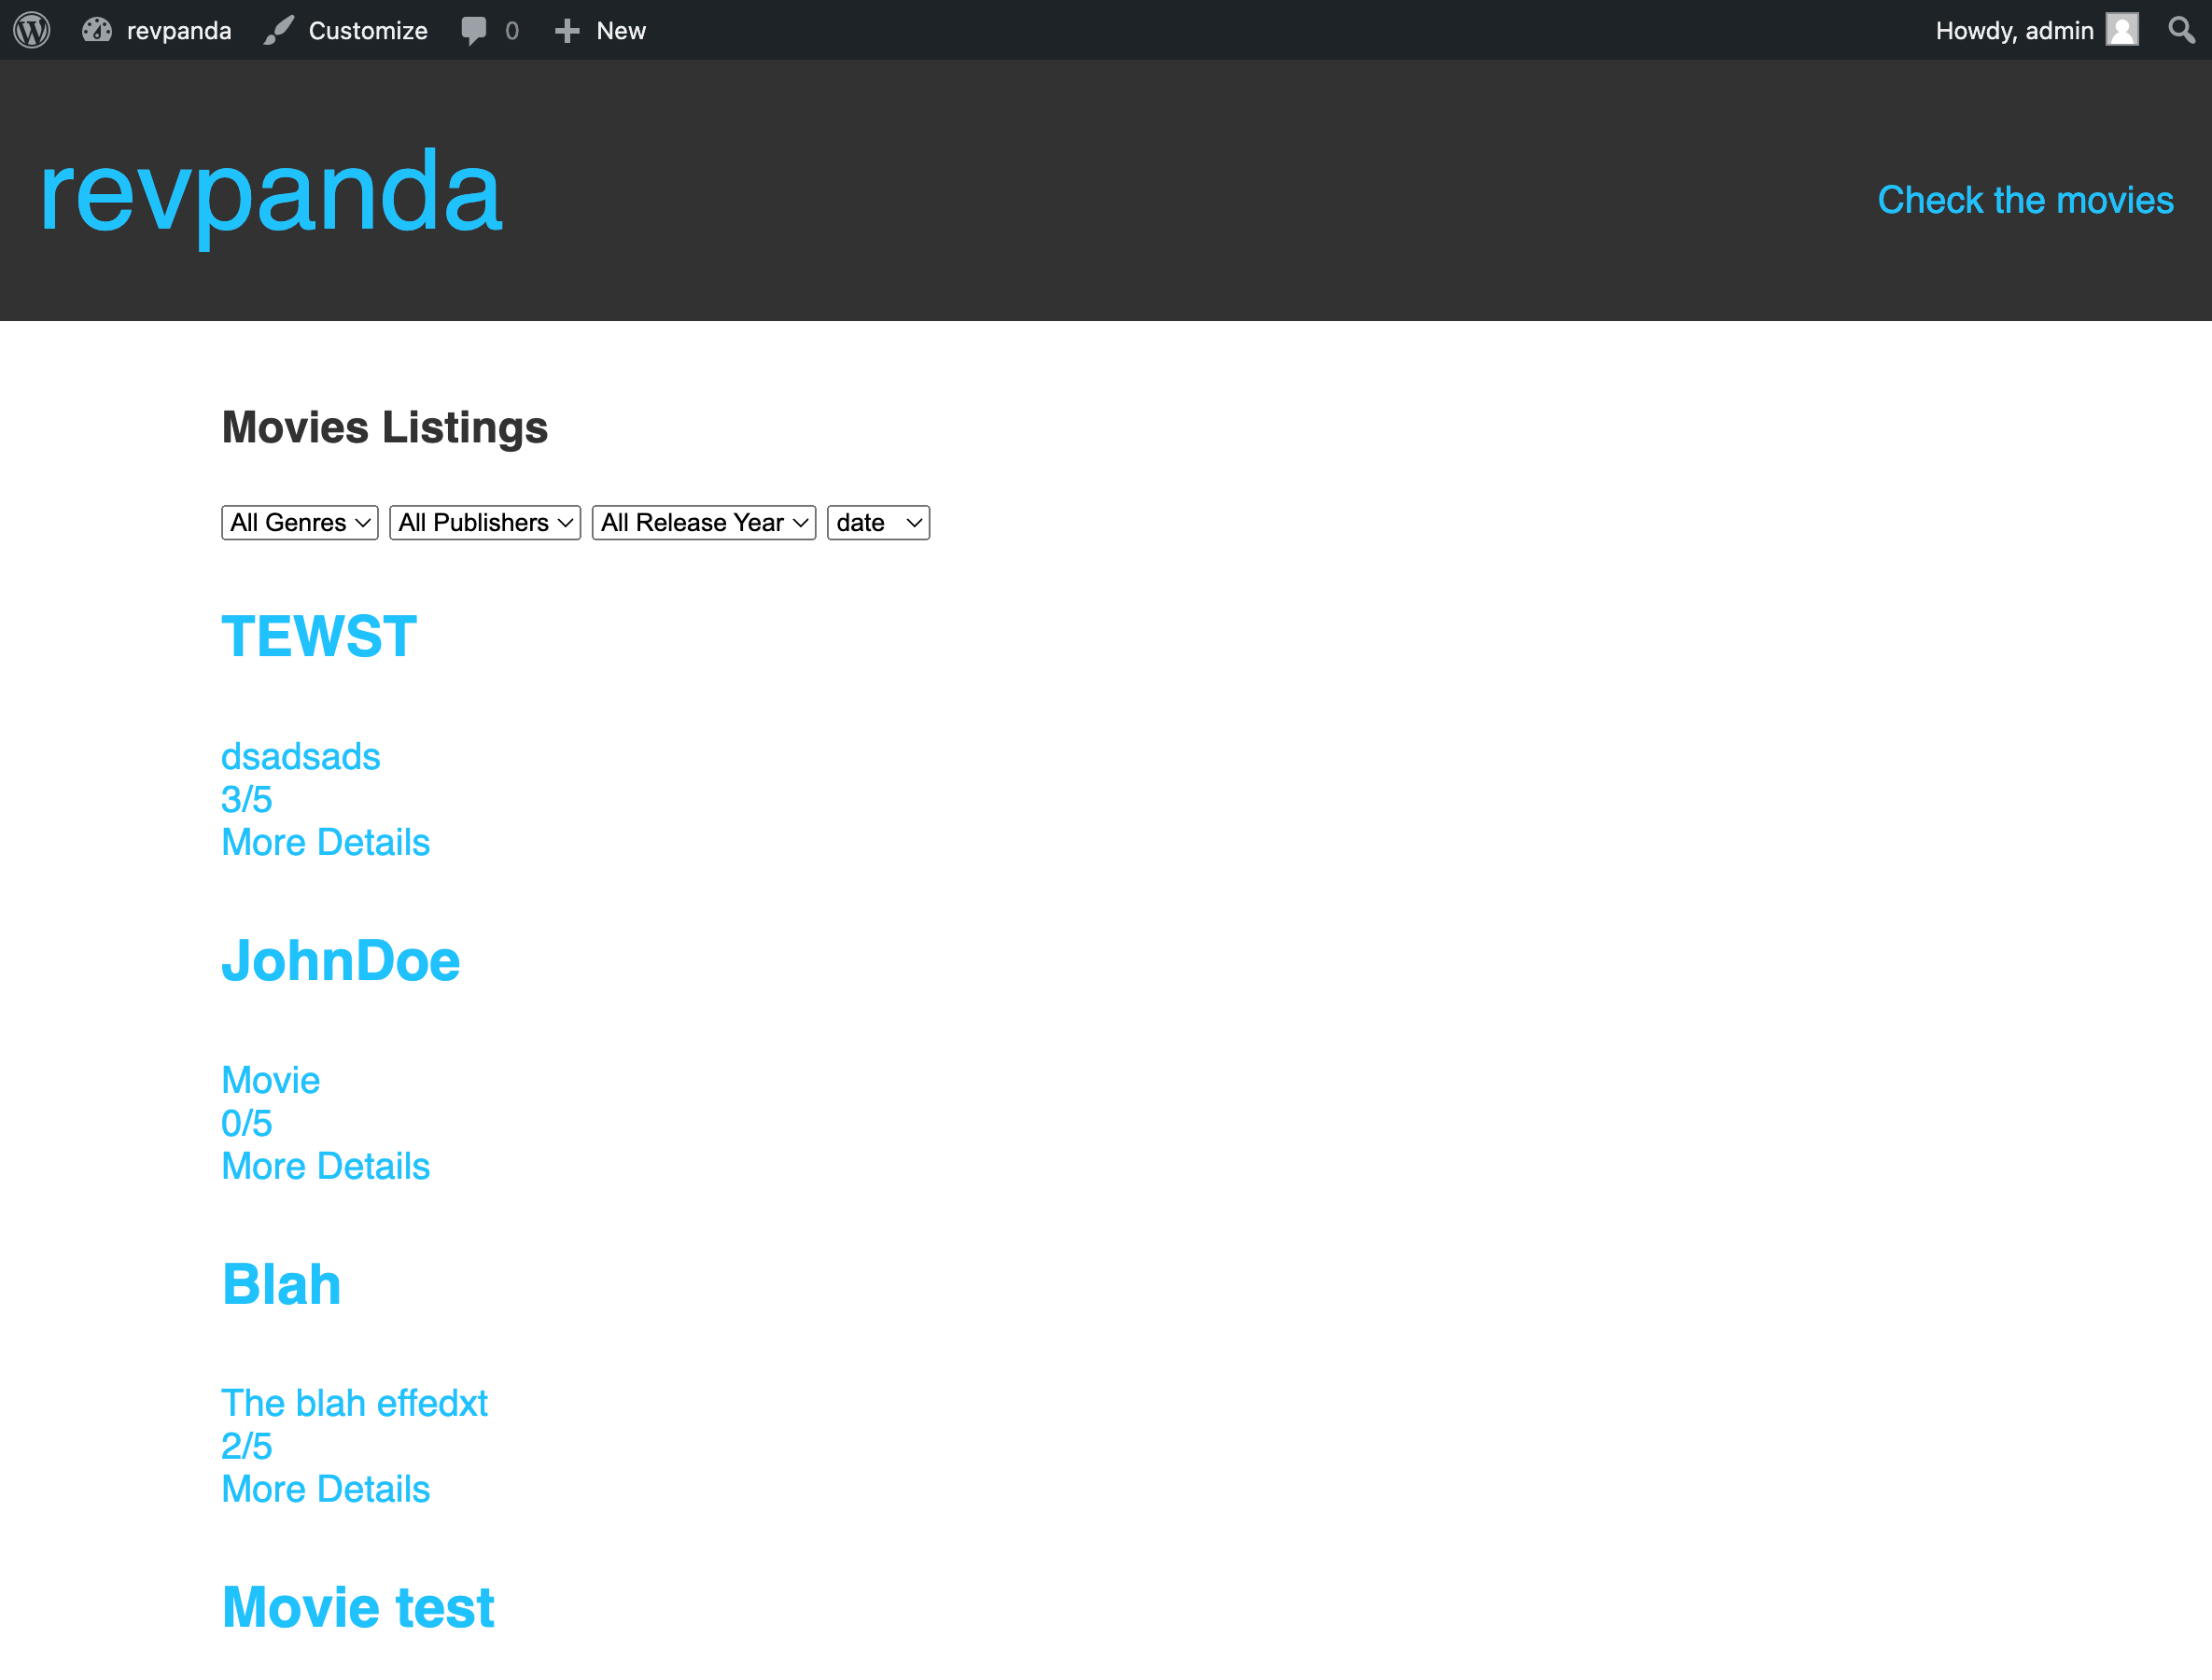 revpanda Customize 0 New Howdy, admin
revpanda
Check the movies
Movies Listings
All Genres All Publishers All Release Year date
TEWST
dsadsads
3/5
More Details
JohnDoe
Movie
0/5
More Details
Blah
The blah effedxt
2/5
More Details
Movie test